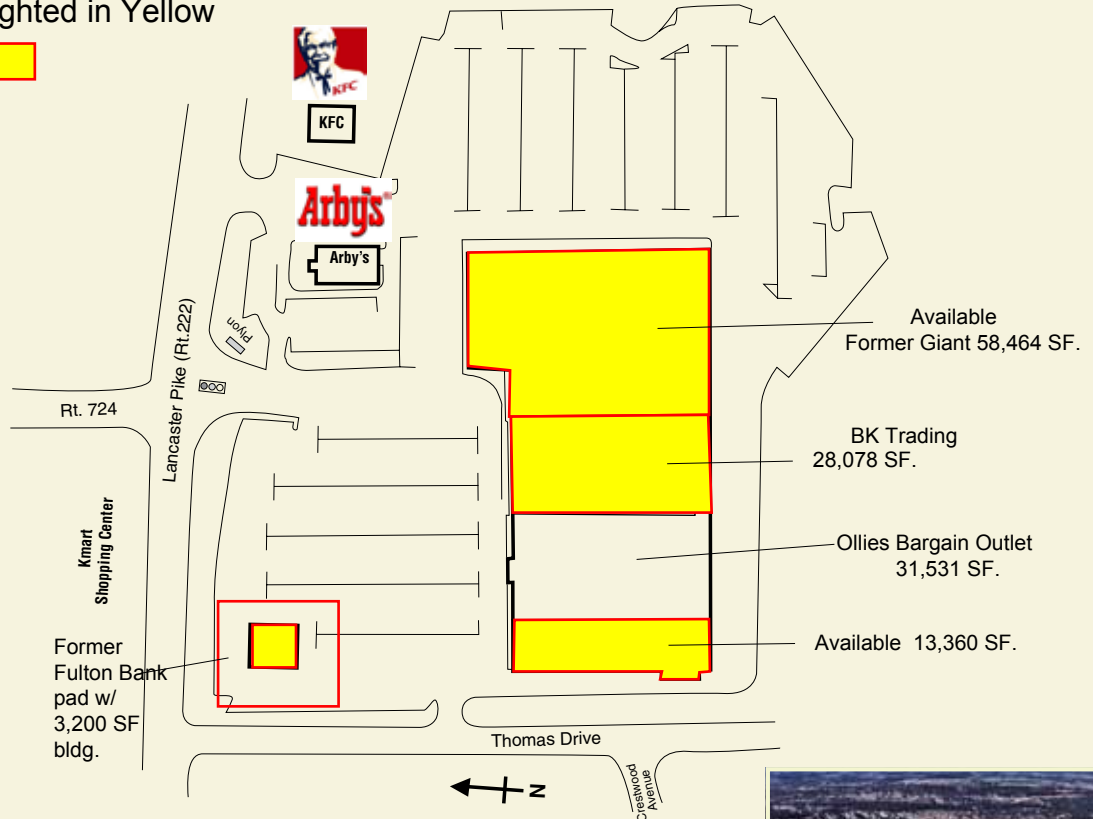 ghted in Yellow
KFC
KFC
Arby's
Arby's
Plyon
Lancaster Pike (Rt.222)
Rt. 724
Kmart
Shopping Center
Available
Former Giant 58,464 SF.
BK Trading
28,078 SF.
Ollies Bargain Outlet
31,531 SF.
Available 13,360 SF.
Former
Fulton Bank
pad w/
3,200 SF
bldg.
Thomas Drive
Crestwood
Avenue
N